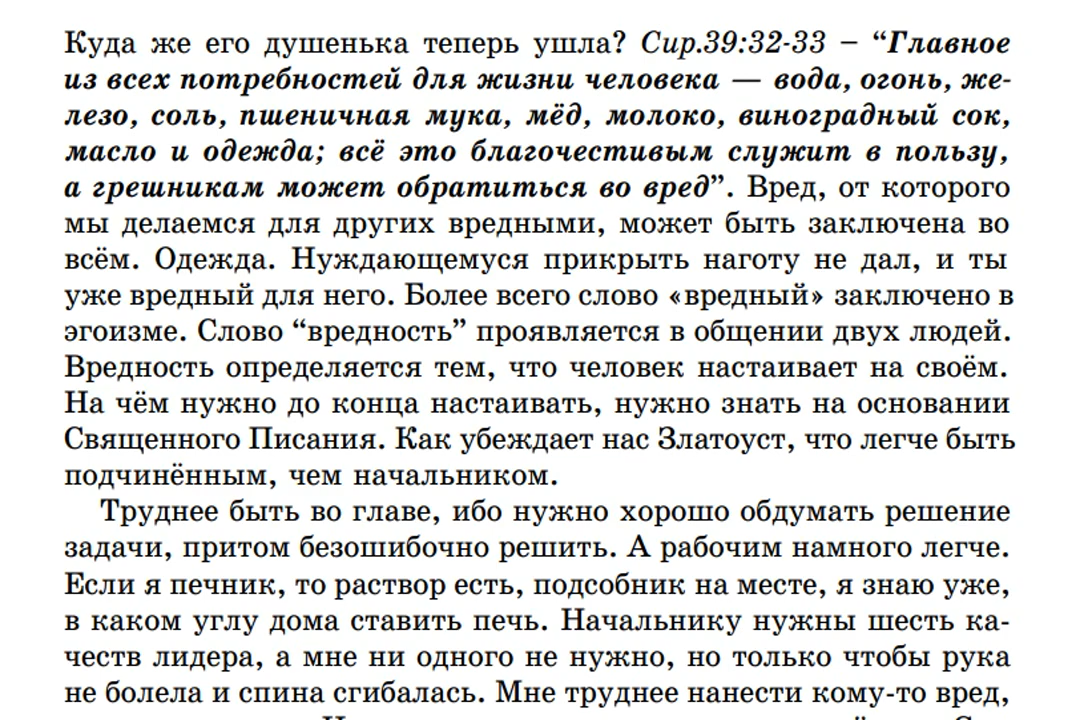 Куда же его душенька теперь ушла? Сир.39:32-33 – “Главное
из всех потребностей для жизни человека — вода, огонь, же-
лезо, соль, пшеничная мука, мёд, молоко, виноградный сок,
масло и одежда; всё это благочестивым служит в пользу,
а грешникам может обратиться во вред”. Вред, от которого
мы делаемся для других вредными, может быть заключена во
всём. Одежда. Нуждающемуся прикрыть наготу не дал, и ты
уже вредный для него. Более всего слово «вредный» заключено в
эгоизме. Слово “вредность” проявляется в общении двух людей.
Вредность определяется тем, что человек настаивает на своём.
На чём нужно до конца настаивать, нужно знать на основании
Священного Писания. Как убеждает нас Златоуст, что легче быть
подчинённым, чем начальником.
Труднее быть во главе, ибо нужно хорошо обдумать решение
задачи, притом безошибочно решить. А рабочим намного легче.
Если я печник, то раствор есть, подсобник на месте, я знаю уже,
в каком углу дома ставить печь. Начальнику нужны шесть ка-
честв лидера, а мне ни одного не нужно, но только чтобы рука
не болела и спина сгибалась. Мне труднее нанести кому-то вред,